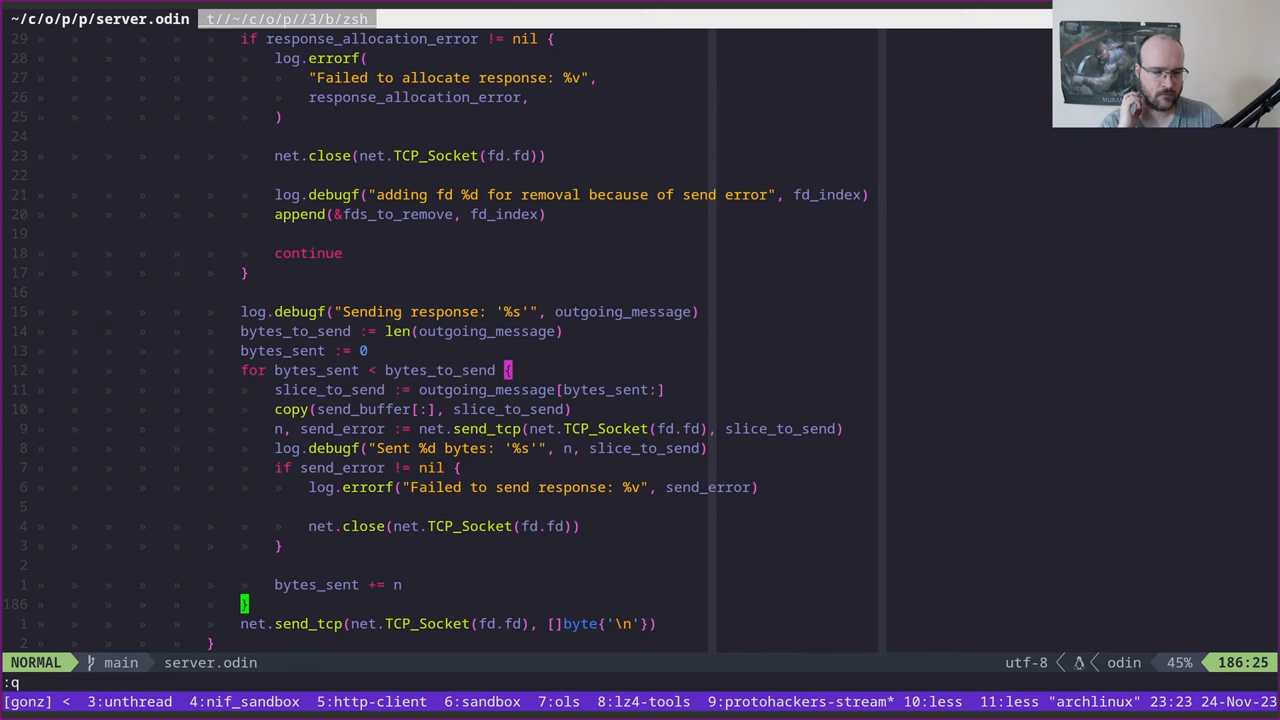 ~/c/o/p/p/server.odin t//~/c/o/p//3/b/zsh
29 » » » » » » » if response_allocation_error != nil {
28 » » » » » » » log.errorf(
27 » » » » » » » » "Failed to allocate response: %v",
26 » » » » » » » » response_allocation_error,
25 » » » » » » » )
24
23 » » » » » » » net.close(net.TCP_Socket(fd.fd))
22
21 » » » » » » » log.debugf("adding fd %d for removal because of send error", fd_index)
20 » » » » » » » append(&fds_to_remove, fd_index)
19
18 » » » » » » » continue
17 » » » » » » }
16
15 » » » » » » log.debugf("Sending response: '%s'", outgoing_message)
14 » » » » » » bytes_to_send := len(outgoing_message)
13 » » » » » » bytes_sent := 0
12 » » » » » » for bytes_sent < bytes_to_send {
11 » » » » » » » slice_to_send := outgoing_message[bytes_sent:]
10 » » » » » » » copy(send_buffer[:], slice_to_send)
9 » » » » » » » n, send_error := net.send_tcp(net.TCP_Socket(fd.fd), slice_to_send)
8 » » » » » » » log.debugf("Sent %d bytes: '%s'", n, slice_to_send)
7 » » » » » » » if send_error != nil {
6 » » » » » » » » log.errorf("Failed to send response: %v", send_error)
5
4 » » » » » » » » net.close(net.TCP_Socket(fd.fd))
3 » » » » » » » }
2
1 » » » » » » » bytes_sent += n
186 » » » » » » }
1 » » » » » » net.send_tcp(net.TCP_Socket(fd.fd), []byte{'\n'})
2 » » » » » }
NORMAL main server.odin utf-8 odin 45% 186:25
:q
[gonz] < 3:unthread 4:nif_sandbox 5:http-client 6:sandbox 7:ols 8:lz4-tools 9:protohackers-stream* 10:less 11:less "archlinux" 23:23 24-Nov-23